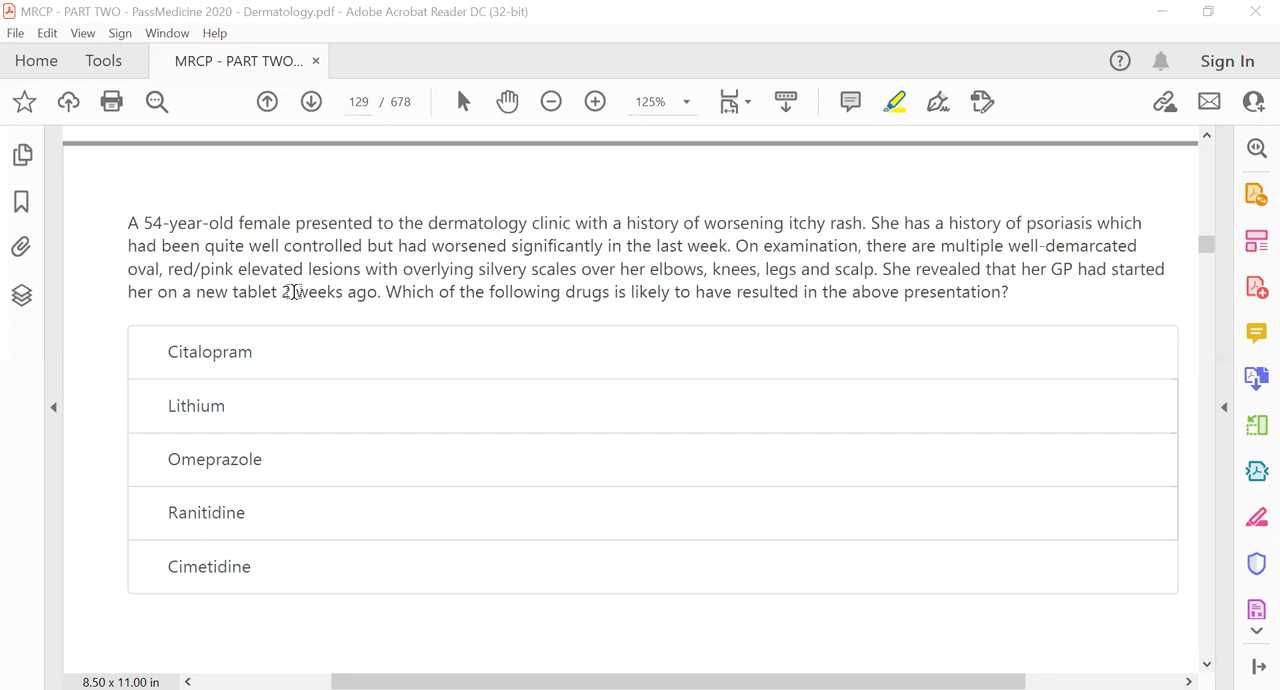 MRCP - PART TWO - PassMedicine 2020 - Dermatology.pdf - Adobe Acrobat Reader DC (32-bit)
File Edit View Sign Window Help
Home Tools MRCP - PART TWO... × Sign In
129 / 678 125%
A 54-year-old female presented to the dermatology clinic with a history of worsening itchy rash. She has a history of psoriasis which
had been quite well controlled but had worsened significantly in the last week. On examination, there are multiple well-demarcated
oval, red/pink elevated lesions with overlying silvery scales over her elbows, knees, legs and scalp. She revealed that her GP had started
her on a new tablet 2 weeks ago. Which of the following drugs is likely to have resulted in the above presentation?
Citalopram
Lithium
Omeprazole
Ranitidine
Cimetidine
8.50 x 11.00 in